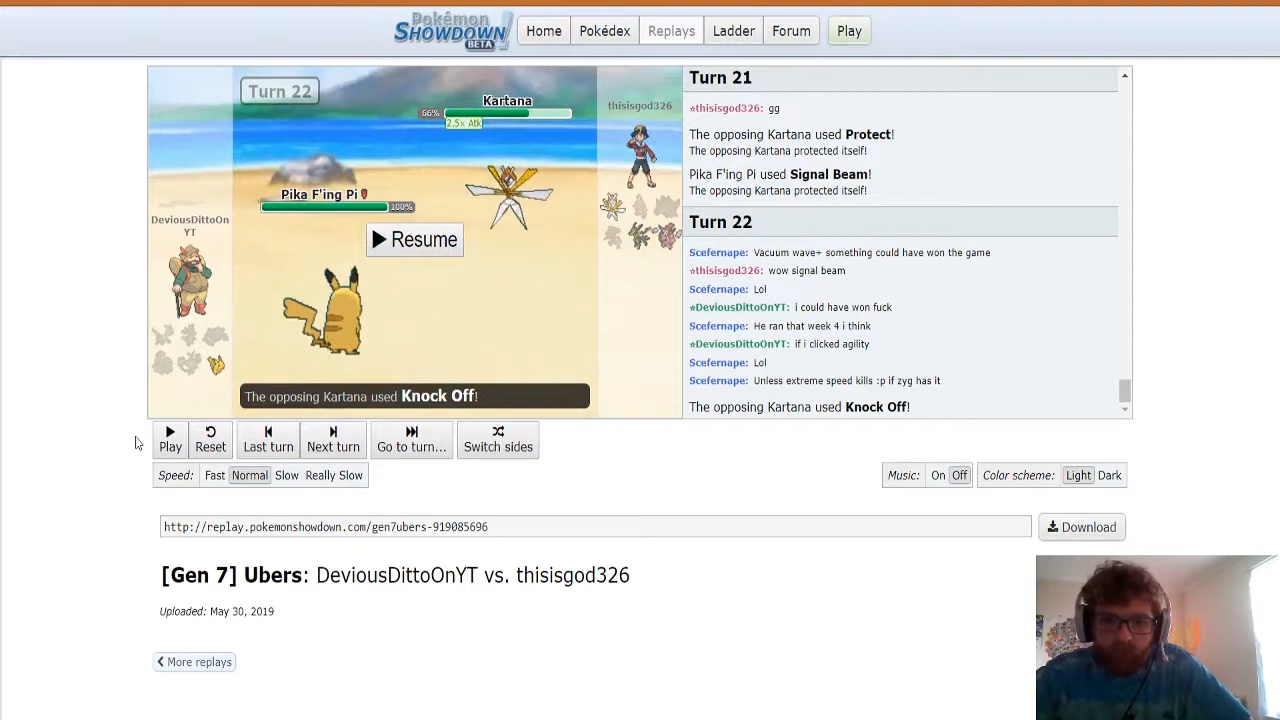 Pokémon
SHOWDOWN!
BETA
Home
Pokédex
Replays
Ladder
Forum
Play
Turn 22
Kartana
66%
2.5× Atk
thisisgod326
Pika F'ing Pi
100%
DeviousDittoOn
YT
Resume
The opposing Kartana used Knock Off!
Turn 21
☆thisisgod326: gg
The opposing Kartana used Protect!
The opposing Kartana protected itself!
Pika F'ing Pi used Signal Beam!
The opposing Kartana protected itself!
Turn 22
Scefernape: Vacuum wave+ something could have won the game
☆thisisgod326: wow signal beam
Scefernape: Lol
☆DeviousDittoOnYT: i could have won fuck
Scefernape: He ran that week 4 i think
☆DeviousDittoOnYT: if i clicked agility
Scefernape: Lol
Scefernape: Unless extreme speed kills :p if zyg has it
The opposing Kartana used Knock Off!
Play
Reset
Last turn
Next turn
Go to turn...
Switch sides
Speed: Fast Normal Slow Really Slow
Music: On Off
Color scheme: Light Dark
http://replay.pokemonshowdown.com/gen7ubers-919085696
Download
[Gen 7] Ubers: DeviousDittoOnYT vs. thisisgod326
Uploaded: May 30, 2019
More replays